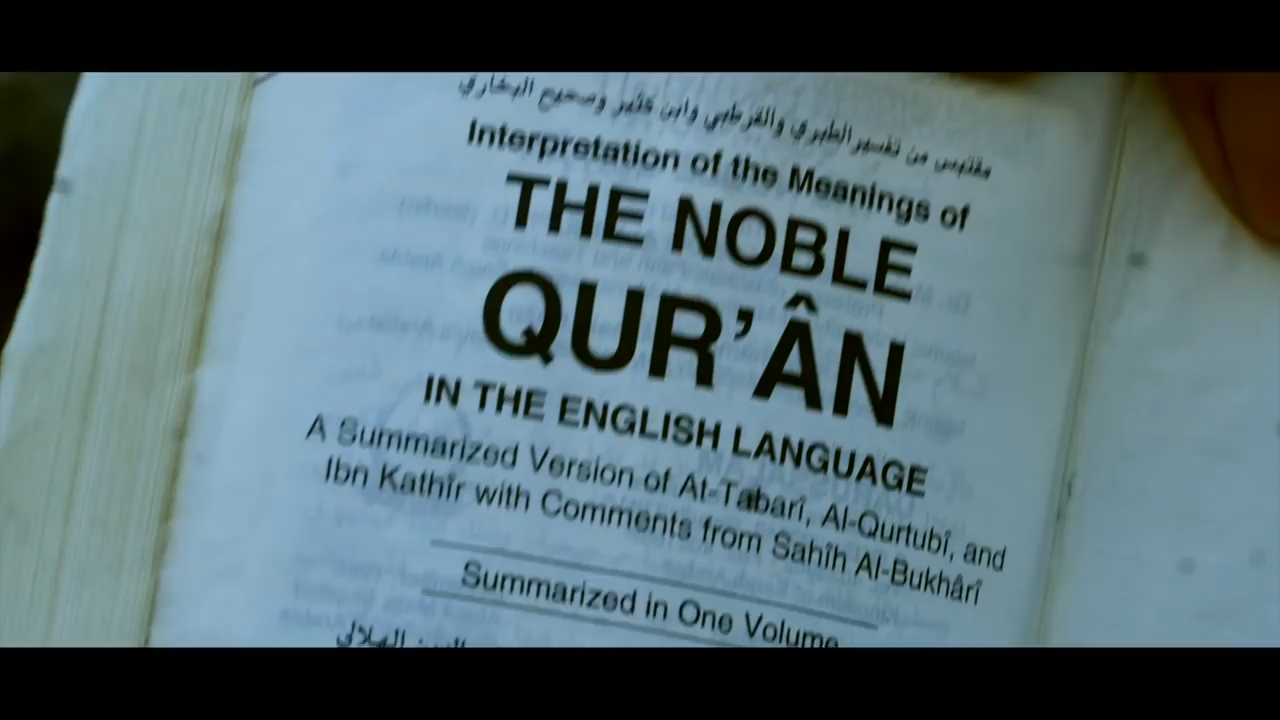 مقتبس من تفسير الطبري والقرطبي وابن كثير وصحيح البخاري
Interpretation of the Meanings of
THE NOBLE
QUR’ÂN
IN THE ENGLISH LANGUAGE
A Summarized Version of At-Tabarî, Al-Qurtubî, and
Ibn Kathîr with Comments from Sahîh Al-Bukhârî
Summarized in One Volume
الهلالي